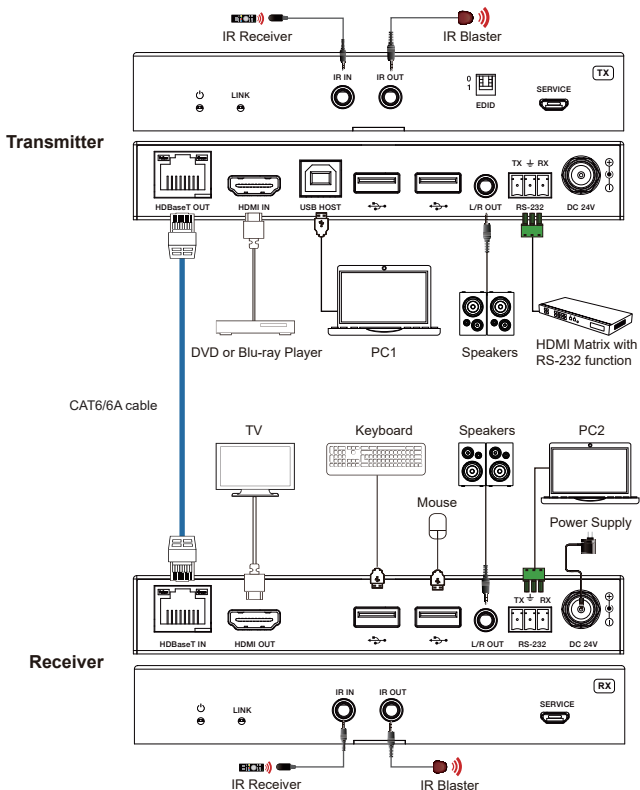 IR Receiver
IR Blaster
TX
IR IN
IR OUT
0
1
EDID
SERVICE
LINK
Transmitter
TX RX
HDBaseT OUT
HDMI IN
USB HOST
L/R OUT
RS-232
DC 24V
DVD or Blu-ray Player
PC1
Speakers
HDMI Matrix with
RS-232 function
CAT6/6A cable
TV
Keyboard
Speakers
PC2
Mouse
Power Supply
TX RX
HDBaseT IN
HDMI OUT
L/R OUT
RS-232
DC 24V
Receiver
RX
IR IN
IR OUT
SERVICE
LINK
IR Receiver
IR Blaster